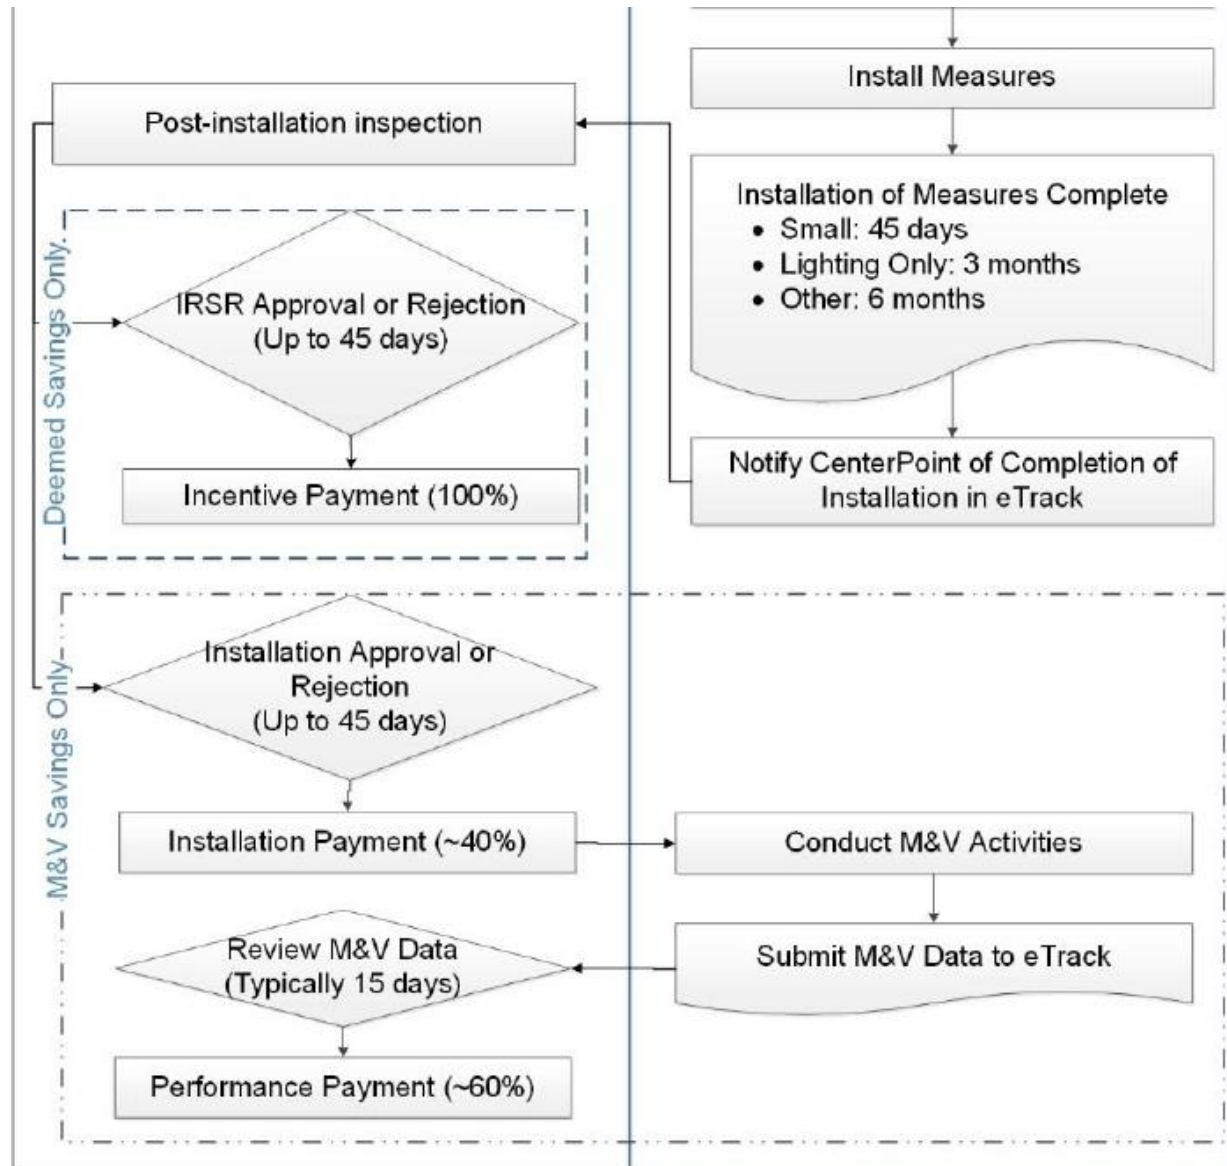 Install Measures
Post-installation inspection
Installation of Measures Complete
• Small: 45 days
• Lighting Only: 3 months
• Other: 6 months
Deemed Savings Only.
IRSR Approval or Rejection
(Up to 45 days)
Notify CenterPoint of Completion of
Installation in eTrack
Incentive Payment (100%)
M&V Savings Only
Installation Approval or
Rejection
(Up to 45 days)
Installation Payment (~40%)
Conduct M&V Activities
Review M&V Data
(Typically 15 days)
Submit M&V Data to eTrack
Performance Payment (~60%)